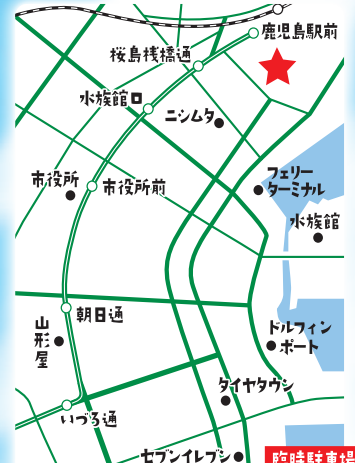 鹿児島駅前
桜島桟橋通
水族館口
ニシムタ
市役所
市役所前
フェリー
ターミナル
水族館
朝日通
山形屋
ドルフィン
ポート
タイヤタウン
いづろ通
セブンイレブン
臨時駐車場